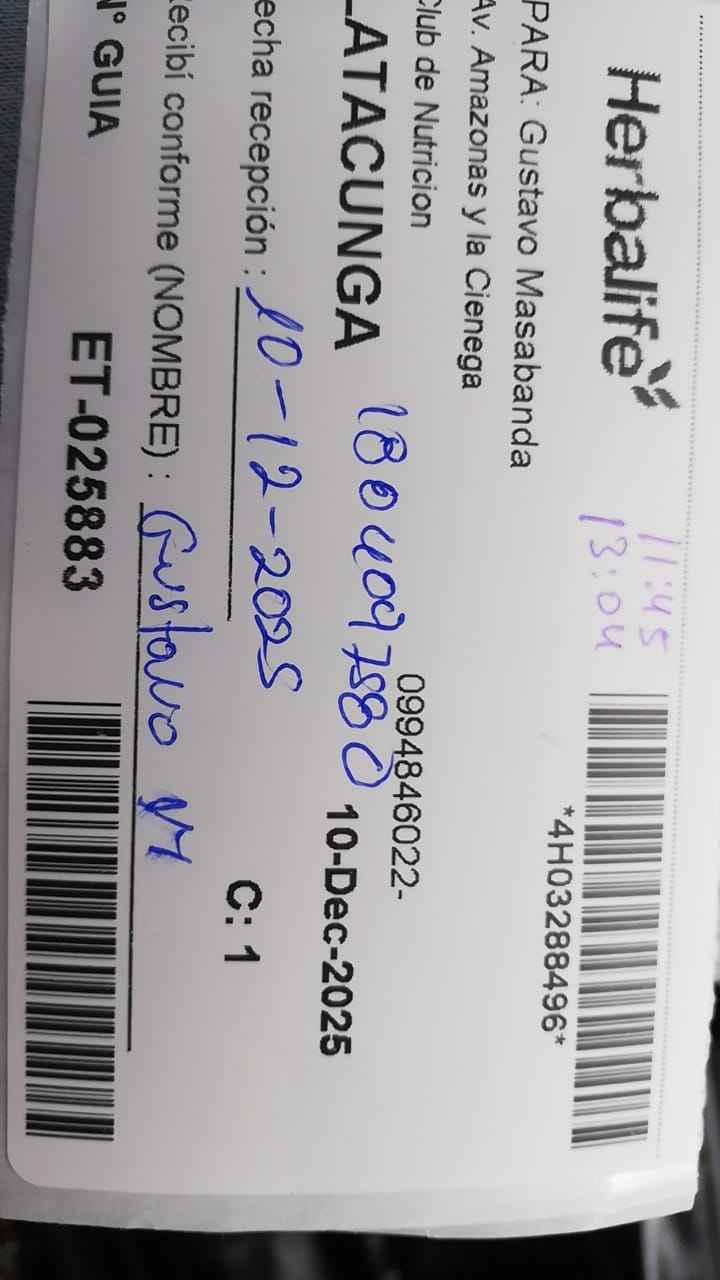 Herbalife
11:45
13:04
*4H03288496*
PARA: Gustavo Masabanda
Av. Amazonas y la Cienega
Club de Nutricion
0994846022-
LATACUNGA
1804097580
10-Dec-2025
echa recepción : 10-12-2025
C: 1
ecibí conforme (NOMBRE) : Gustavo M
N° GUIA
ET-025883